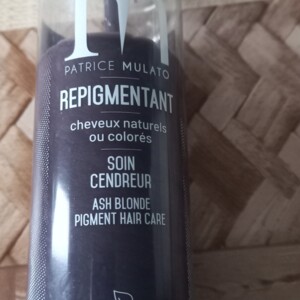 PATRICE MULATO
REPIGMENTANT
cheveux naturels
ou colorés
SOIN
CENDREUR
ASH BLONDE
PIGMENT HAIR CARE